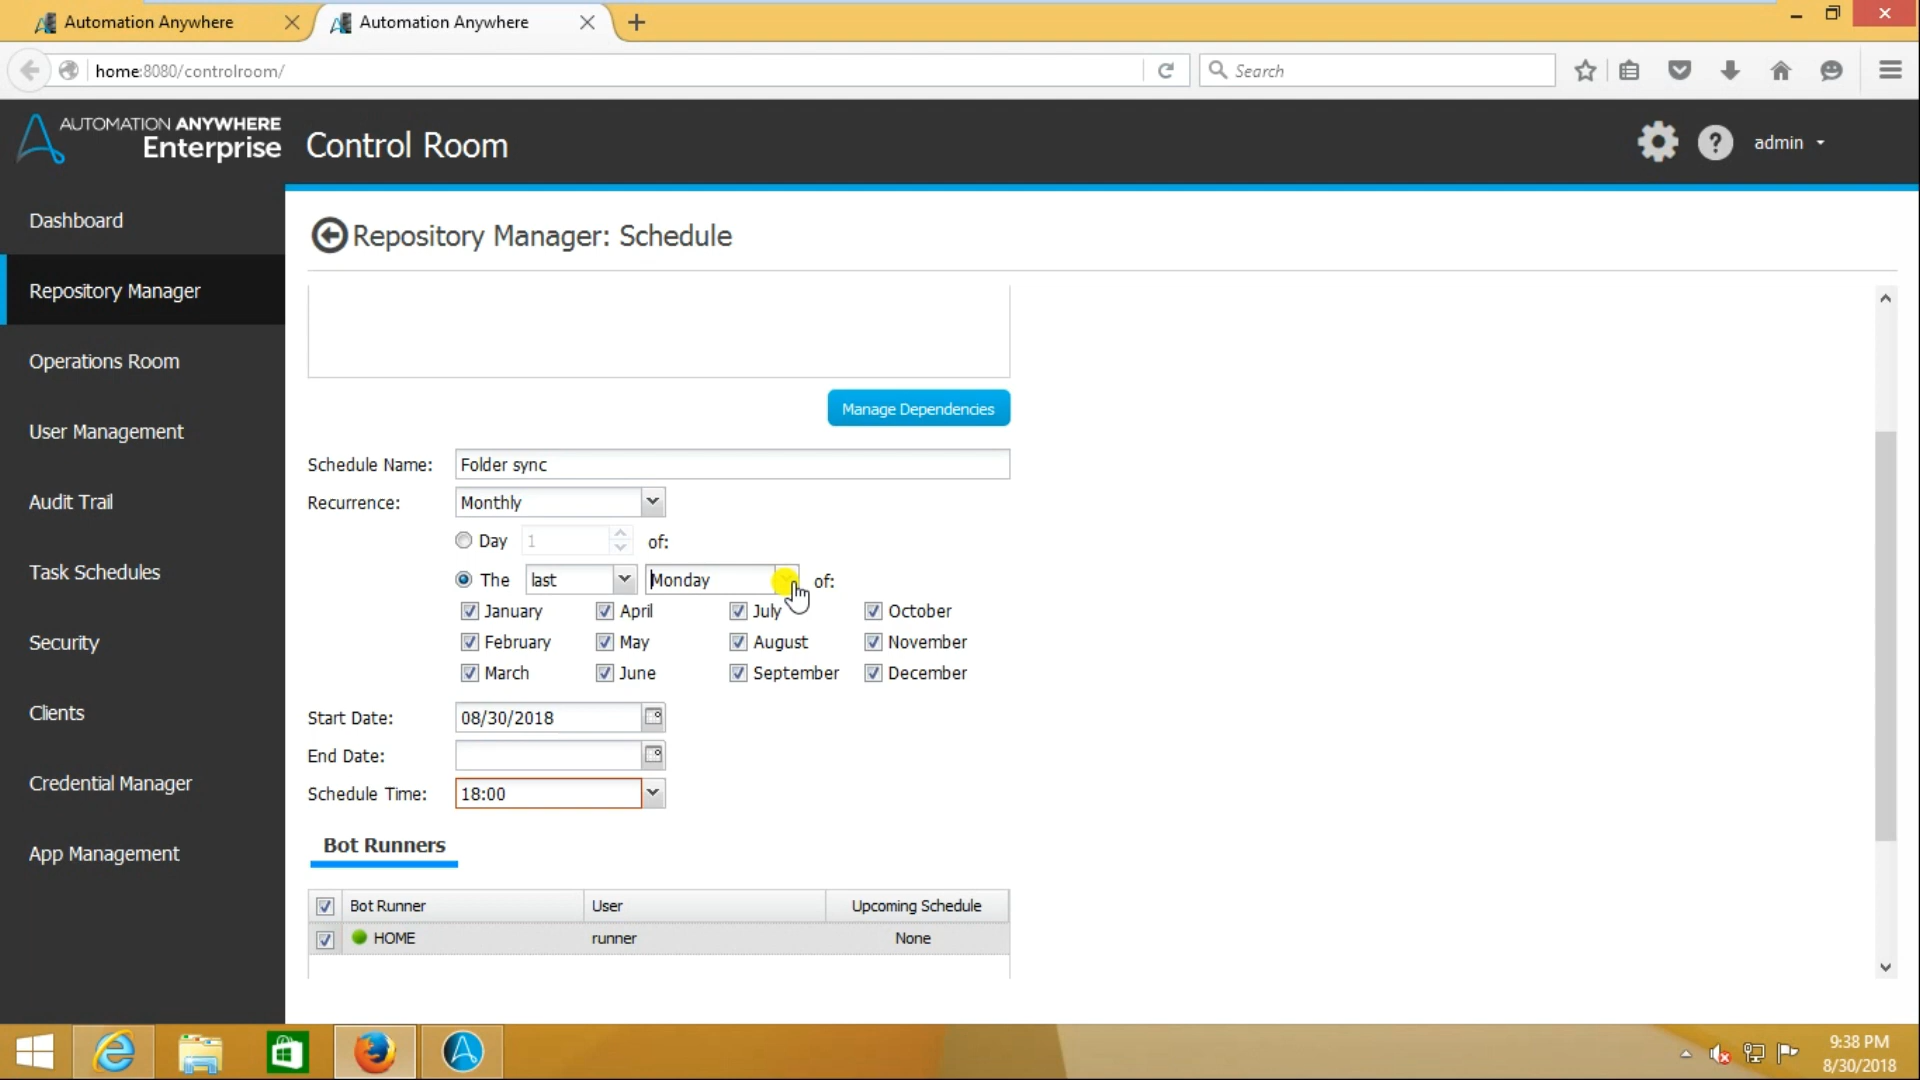 Automation Anywhere
Automation Anywhere
home:8080/controlroom/
Search
AUTOMATION ANYWHERE
Enterprise
Control Room
admin
Dashboard
Repository Manager
Operations Room
User Management
Audit Trail
Task Schedules
Security
Clients
Credential Manager
App Management
Repository Manager: Schedule
Manage Dependencies
Schedule Name: Folder sync
Recurrence: Monthly
Day 1 of:
The last Monday of:
January April July October
February May August November
March June September December
Start Date: 08/30/2018
End Date:
Schedule Time: 18:00
Bot Runners
Bot Runner User Upcoming Schedule
HOME runner None
9:38 PM
8/30/2018